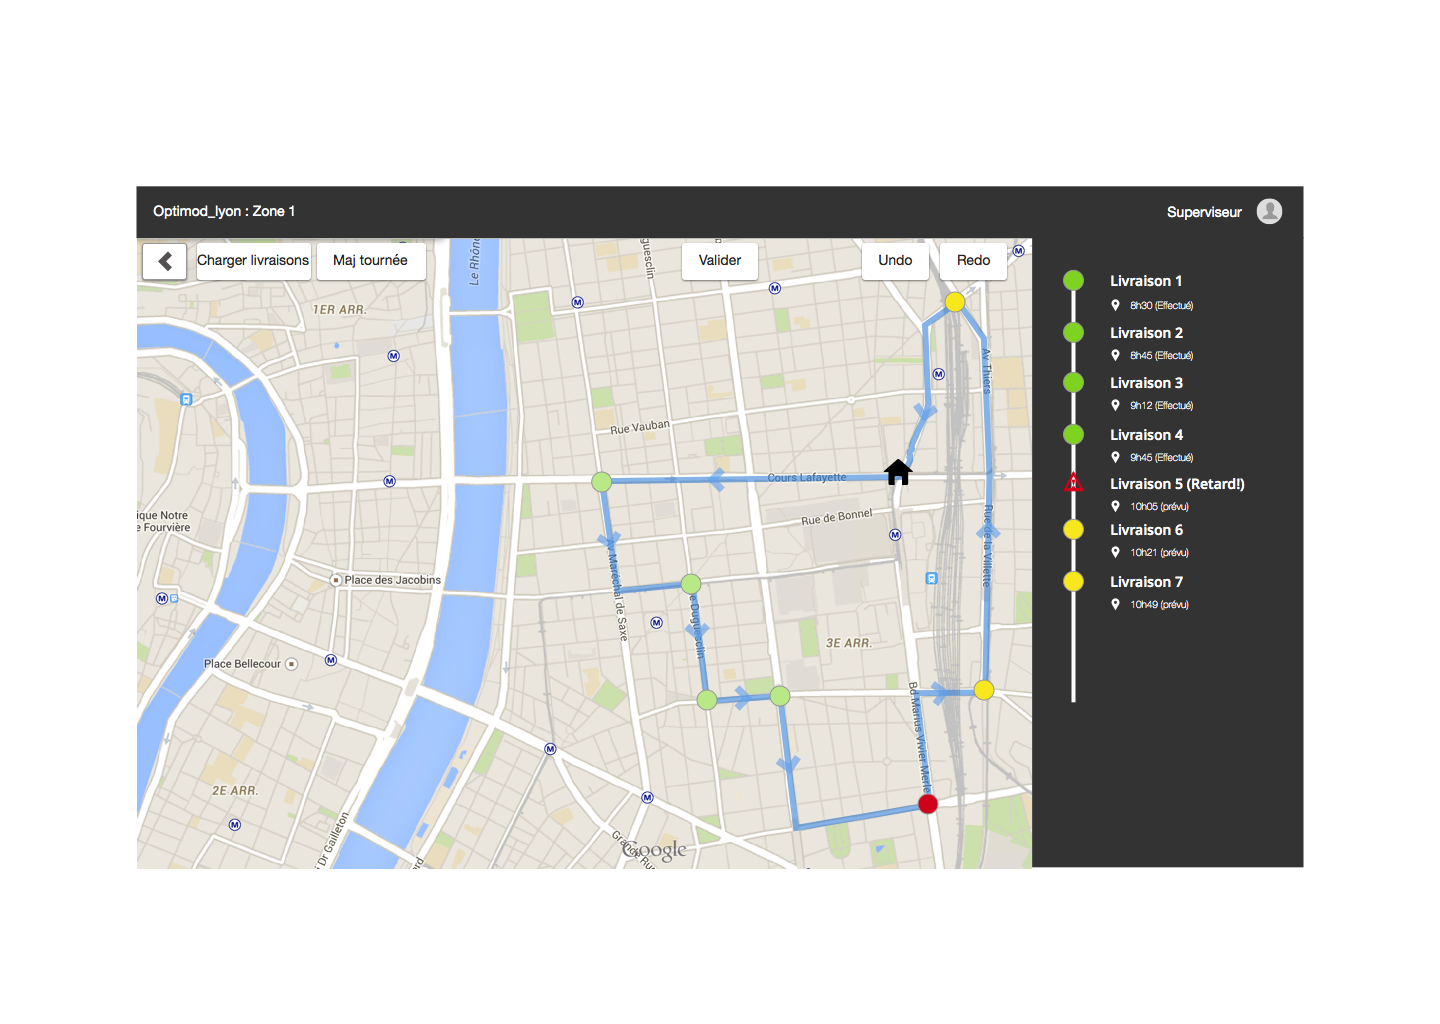 Optimod_lyon : Zone 1
Superviseur
Charger livraisons
Maj tournée
Valider
Undo
Redo
Le Rhône
guesclin
1ER ARR.
Av Thiers
Rue Vauban
Cours Lafayette
ique Notre
e Fourvière
Rue de Bonnel
Rue de la Villette
Place des Jacobins
Av Maréchal de Saxe
e Duguesclin
3E ARR.
Place Bellecour
Bd Marius Vivier Merle
2E ARR.
Dr Gailleton
Grande Rue
Google
Livraison 1
8h30 (Effectué)
Livraison 2
8h45 (Effectué)
Livraison 3
9h12 (Effectué)
Livraison 4
9h45 (Effectué)
Livraison 5 (Retard!)
10h05 (prévu)
Livraison 6
10h21 (prévu)
Livraison 7
10h49 (prévu)